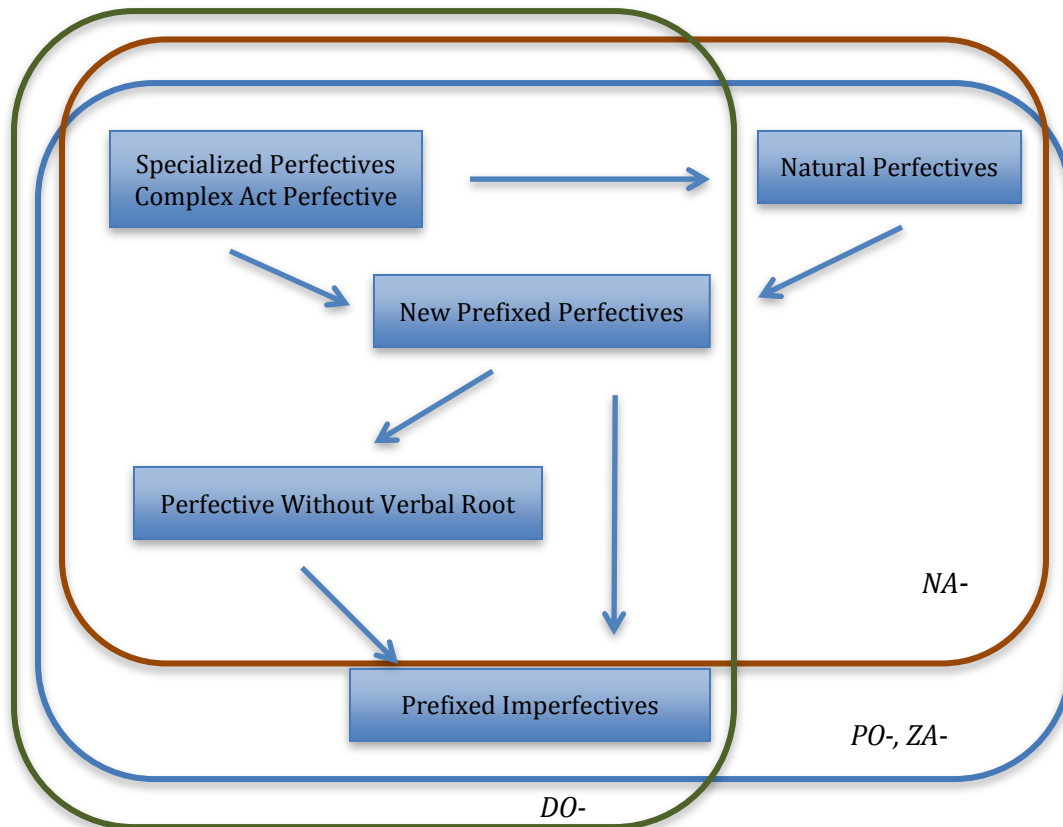 Specialized Perfectives
Complex Act Perfective
Natural Perfectives
New Prefixed Perfectives
Perfective Without Verbal Root
NA-
Prefixed Imperfectives
PO-, ZA-
DO-